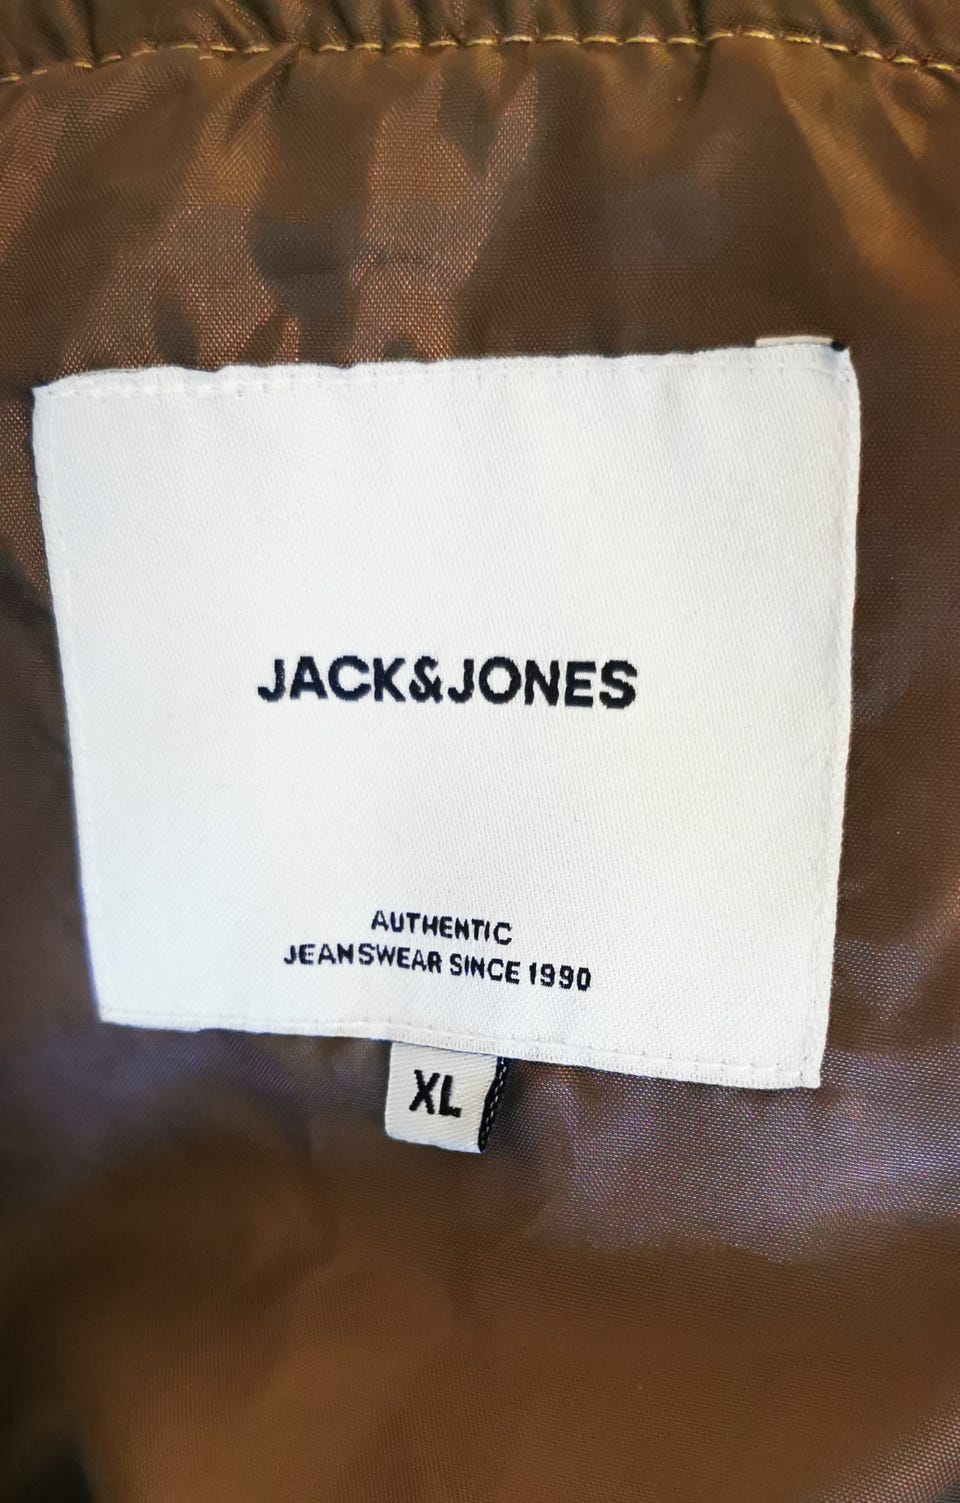 JACK&JONES
AUTHENTIC
JEANSWEAR SINCE 1990
XL